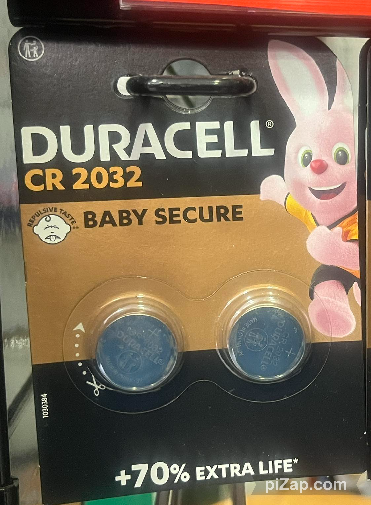 DURACELL®
CR 2032
REPULSIVE TASTE
BABY SECURE
+70% EXTRA LIFE*
piZap.com